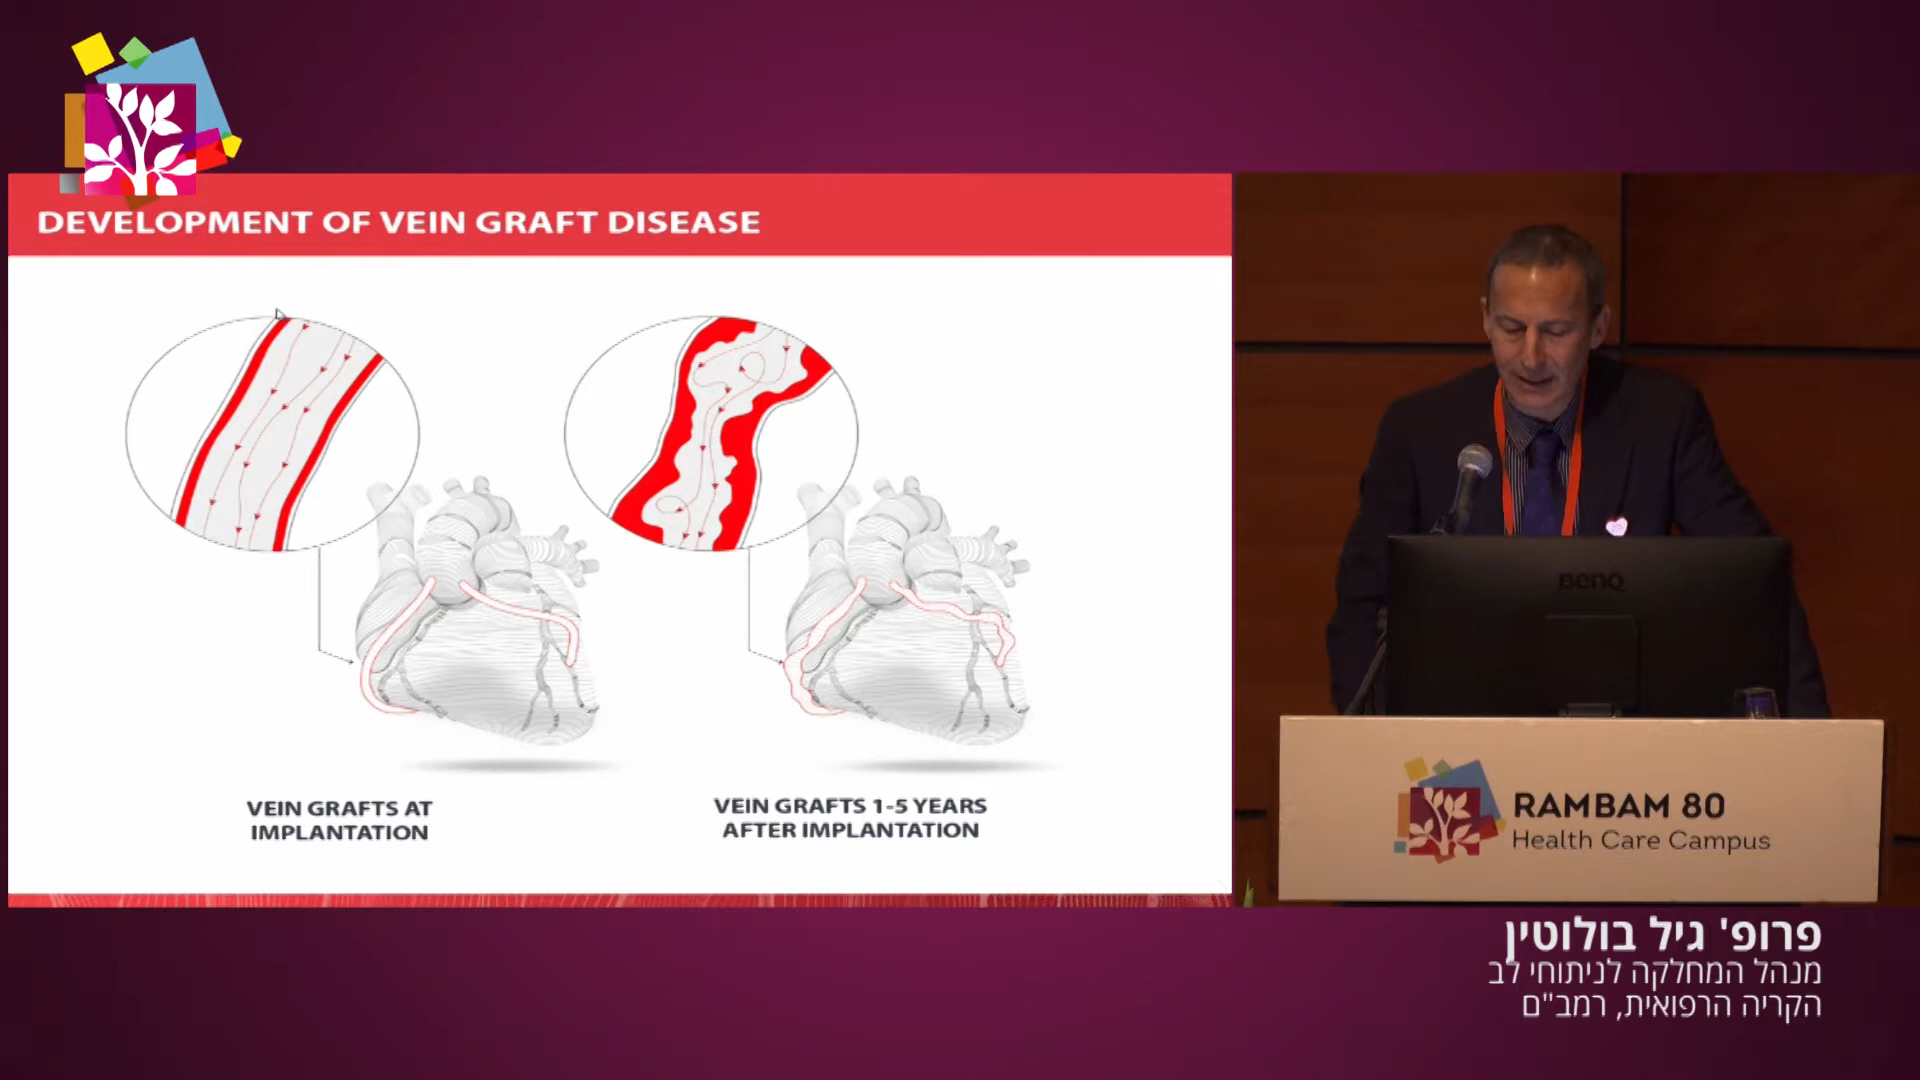 DEVELOPMENT OF VEIN GRAFT DISEASE
VEIN GRAFTS AT
IMPLANTATION
VEIN GRAFTS 1-5 YEARS
AFTER IMPLANTATION
BENQ
RAMBAM 80
Health Care Campus
פרופ' גיל בולוטין
מנהל המחלקה לניתוחי לב
הקריה הרפואית, רמב"ם